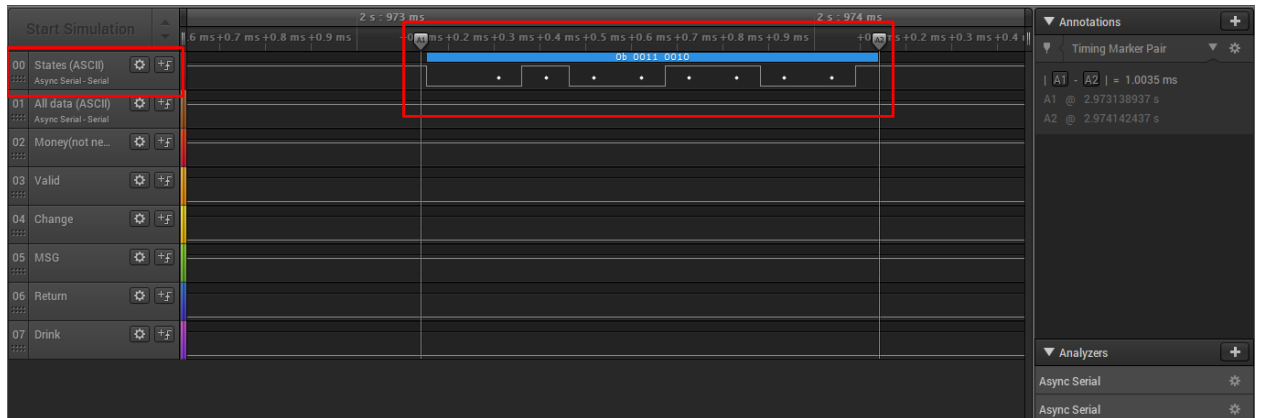 Start Simulation
2 s : 973 ms
2 s : 974 ms
.6 ms +0.7 ms +0.8 ms +0.9 ms
+0 A1 ms +0.2 ms +0.3 ms +0.4 ms +0.5 ms +0.6 ms +0.7 ms +0.8 ms +0.9 ms
+0 A2 ms +0.2 ms +0.3 ms +0.4
0b 0011 0010
00 States (ASCII)
Async Serial - Serial
01 All data (ASCII)
Async Serial - Serial
02 Money(not ne...
03 Valid
04 Change
05 MSG
06 Return
07 Drink
Annotations
Timing Marker Pair
| A1 - A2 | = 1.0035 ms
A1 @ 2.973138937 s
A2 @ 2.974142437 s
Analyzers
Async Serial
Async Serial